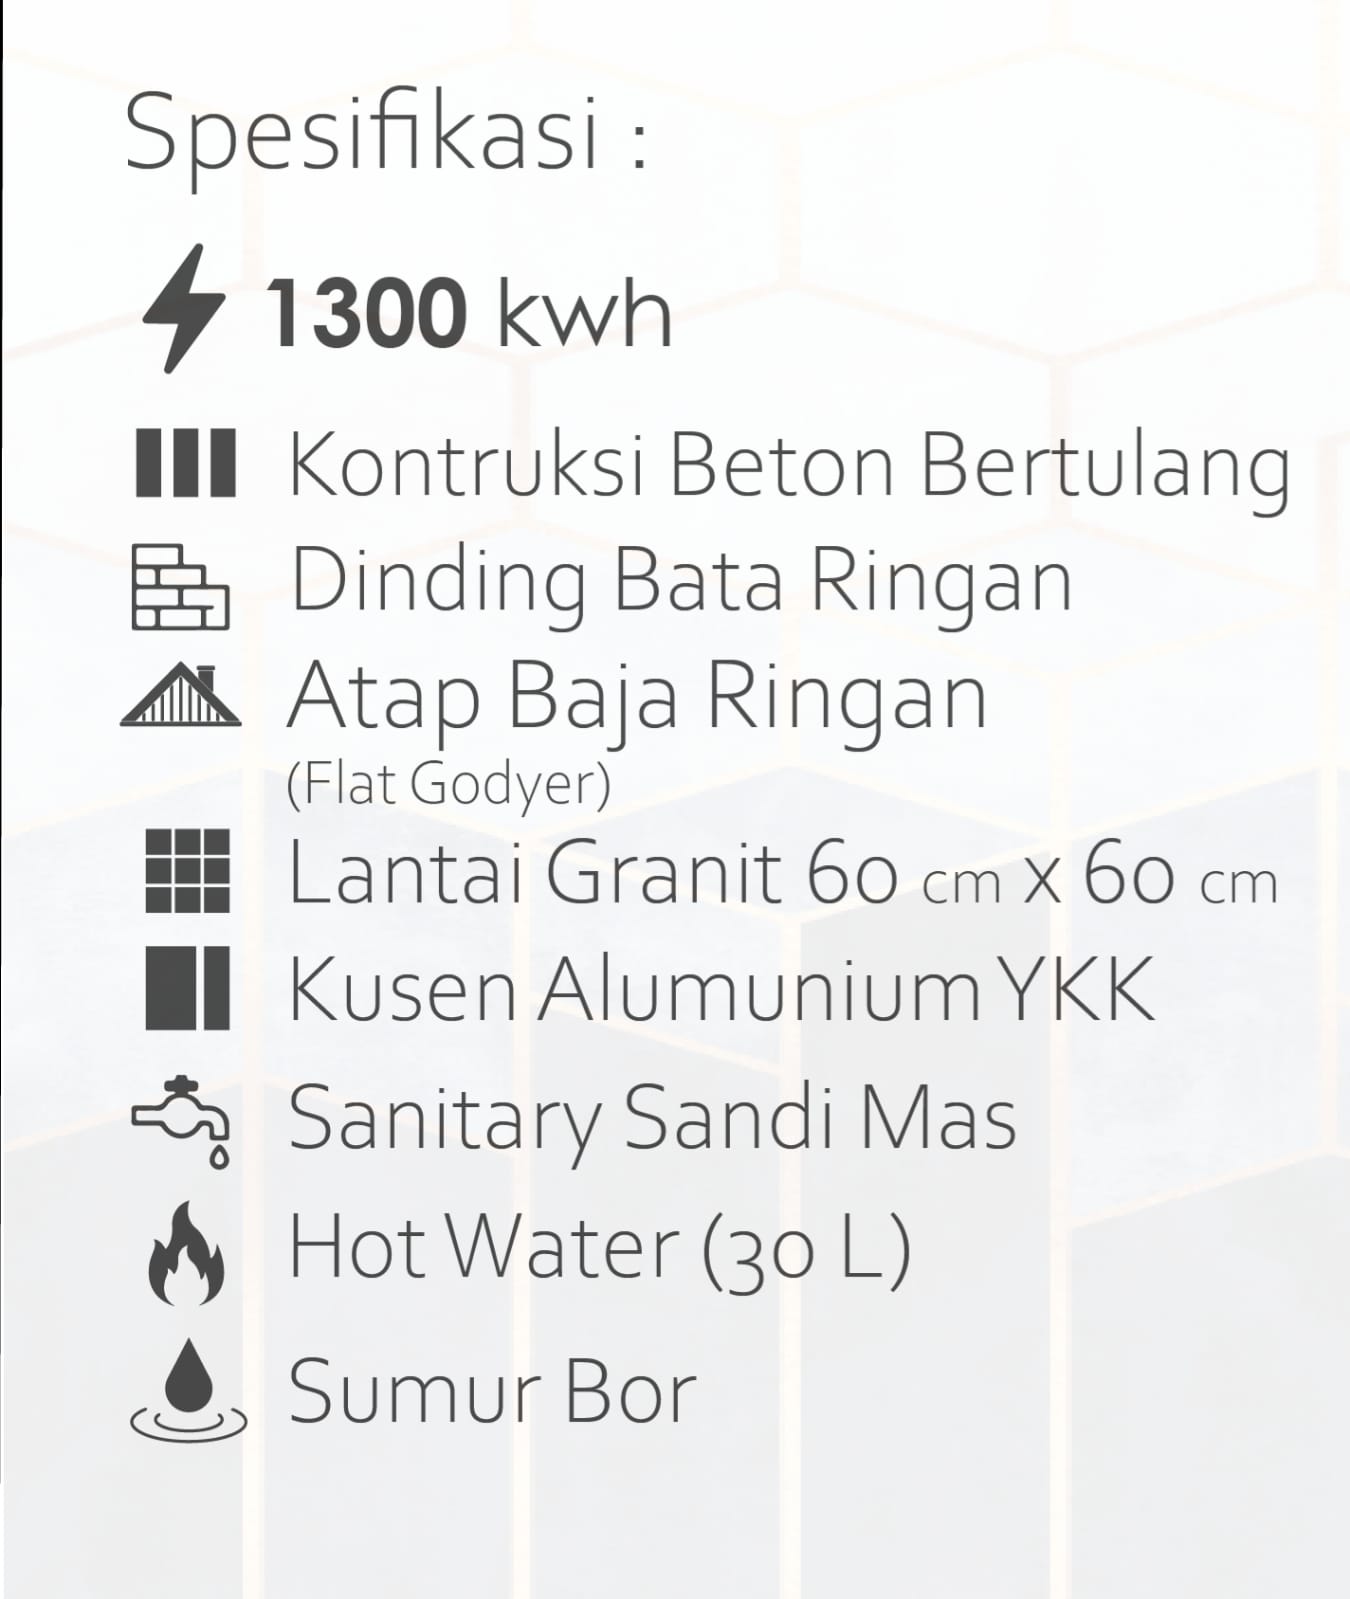 Spesifikasi :
1300 kwh
Kontruksi Beton Bertulang
Dinding Bata Ringan
Atap Baja Ringan
(Flat Godyer)
Lantai Granit 60 cm x 60 cm
Kusen Alumunium YKK
Sanitary Sandi Mas
Hot Water (30 L)
Sumur Bor